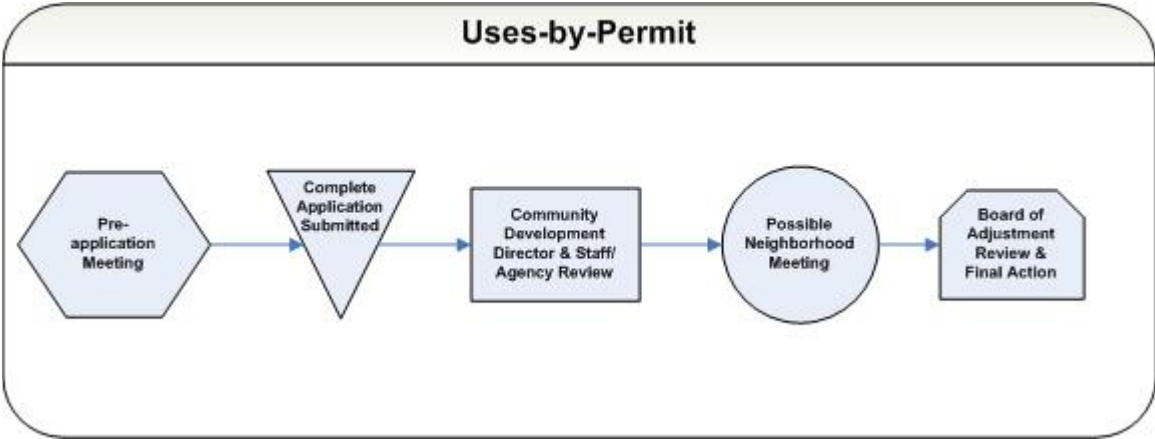 Uses-by-Permit
Pre-
application
Meeting
Complete
Application
Submitted
Community
Development
Director & Staff/
Agency Review
Possible
Neighborhood
Meeting
Board of
Adjustment
Review &
Final Action